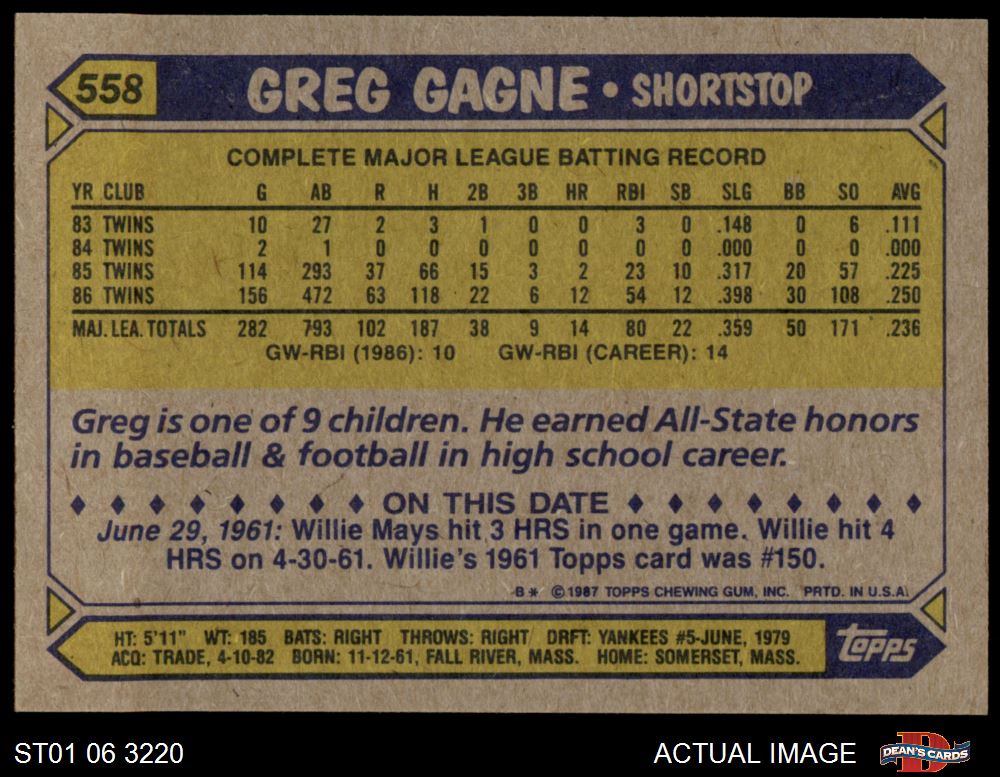 558 GREG GAGNE • SHORTSTOP
COMPLETE MAJOR LEAGUE BATTING RECORD
YR CLUB G AB R H 2B 3B HR RBI SB SLG BB SO AVG
83 TWINS 10 27 2 3 1 0 0 3 0 .148 0 6 .111
84 TWINS 2 1 0 0 0 0 0 0 0 .000 0 0 .000
85 TWINS 114 293 37 66 15 3 2 23 10 .317 20 57 .225
86 TWINS 156 472 63 118 22 6 12 54 12 .398 30 108 .250
MAJ. LEA. TOTALS 282 793 102 187 38 9 14 80 22 .359 50 171 .236
GW-RBI (1986): 10 GW-RBI (CAREER): 14
Greg is one of 9 children. He earned All-State honors
in baseball & football in high school career.
ON THIS DATE
June 29, 1961: Willie Mays hit 3 HRS in one game. Willie hit 4
HRS on 4-30-61. Willie's 1961 Topps card was #150.
B* ©1987 TOPPS CHEWING GUM, INC. PRTD. IN U.S.A.
HT: 5'11" WT: 185 BATS: RIGHT THROWS: RIGHT DRFT: YANKEES #5-JUNE, 1979
ACQ: TRADE, 4-10-82 BORN: 11-12-61, FALL RIVER, MASS. HOME: SOMERSET, MASS.
topps
ST01 06 3220 ACTUAL IMAGE D DEAN'S CARDS